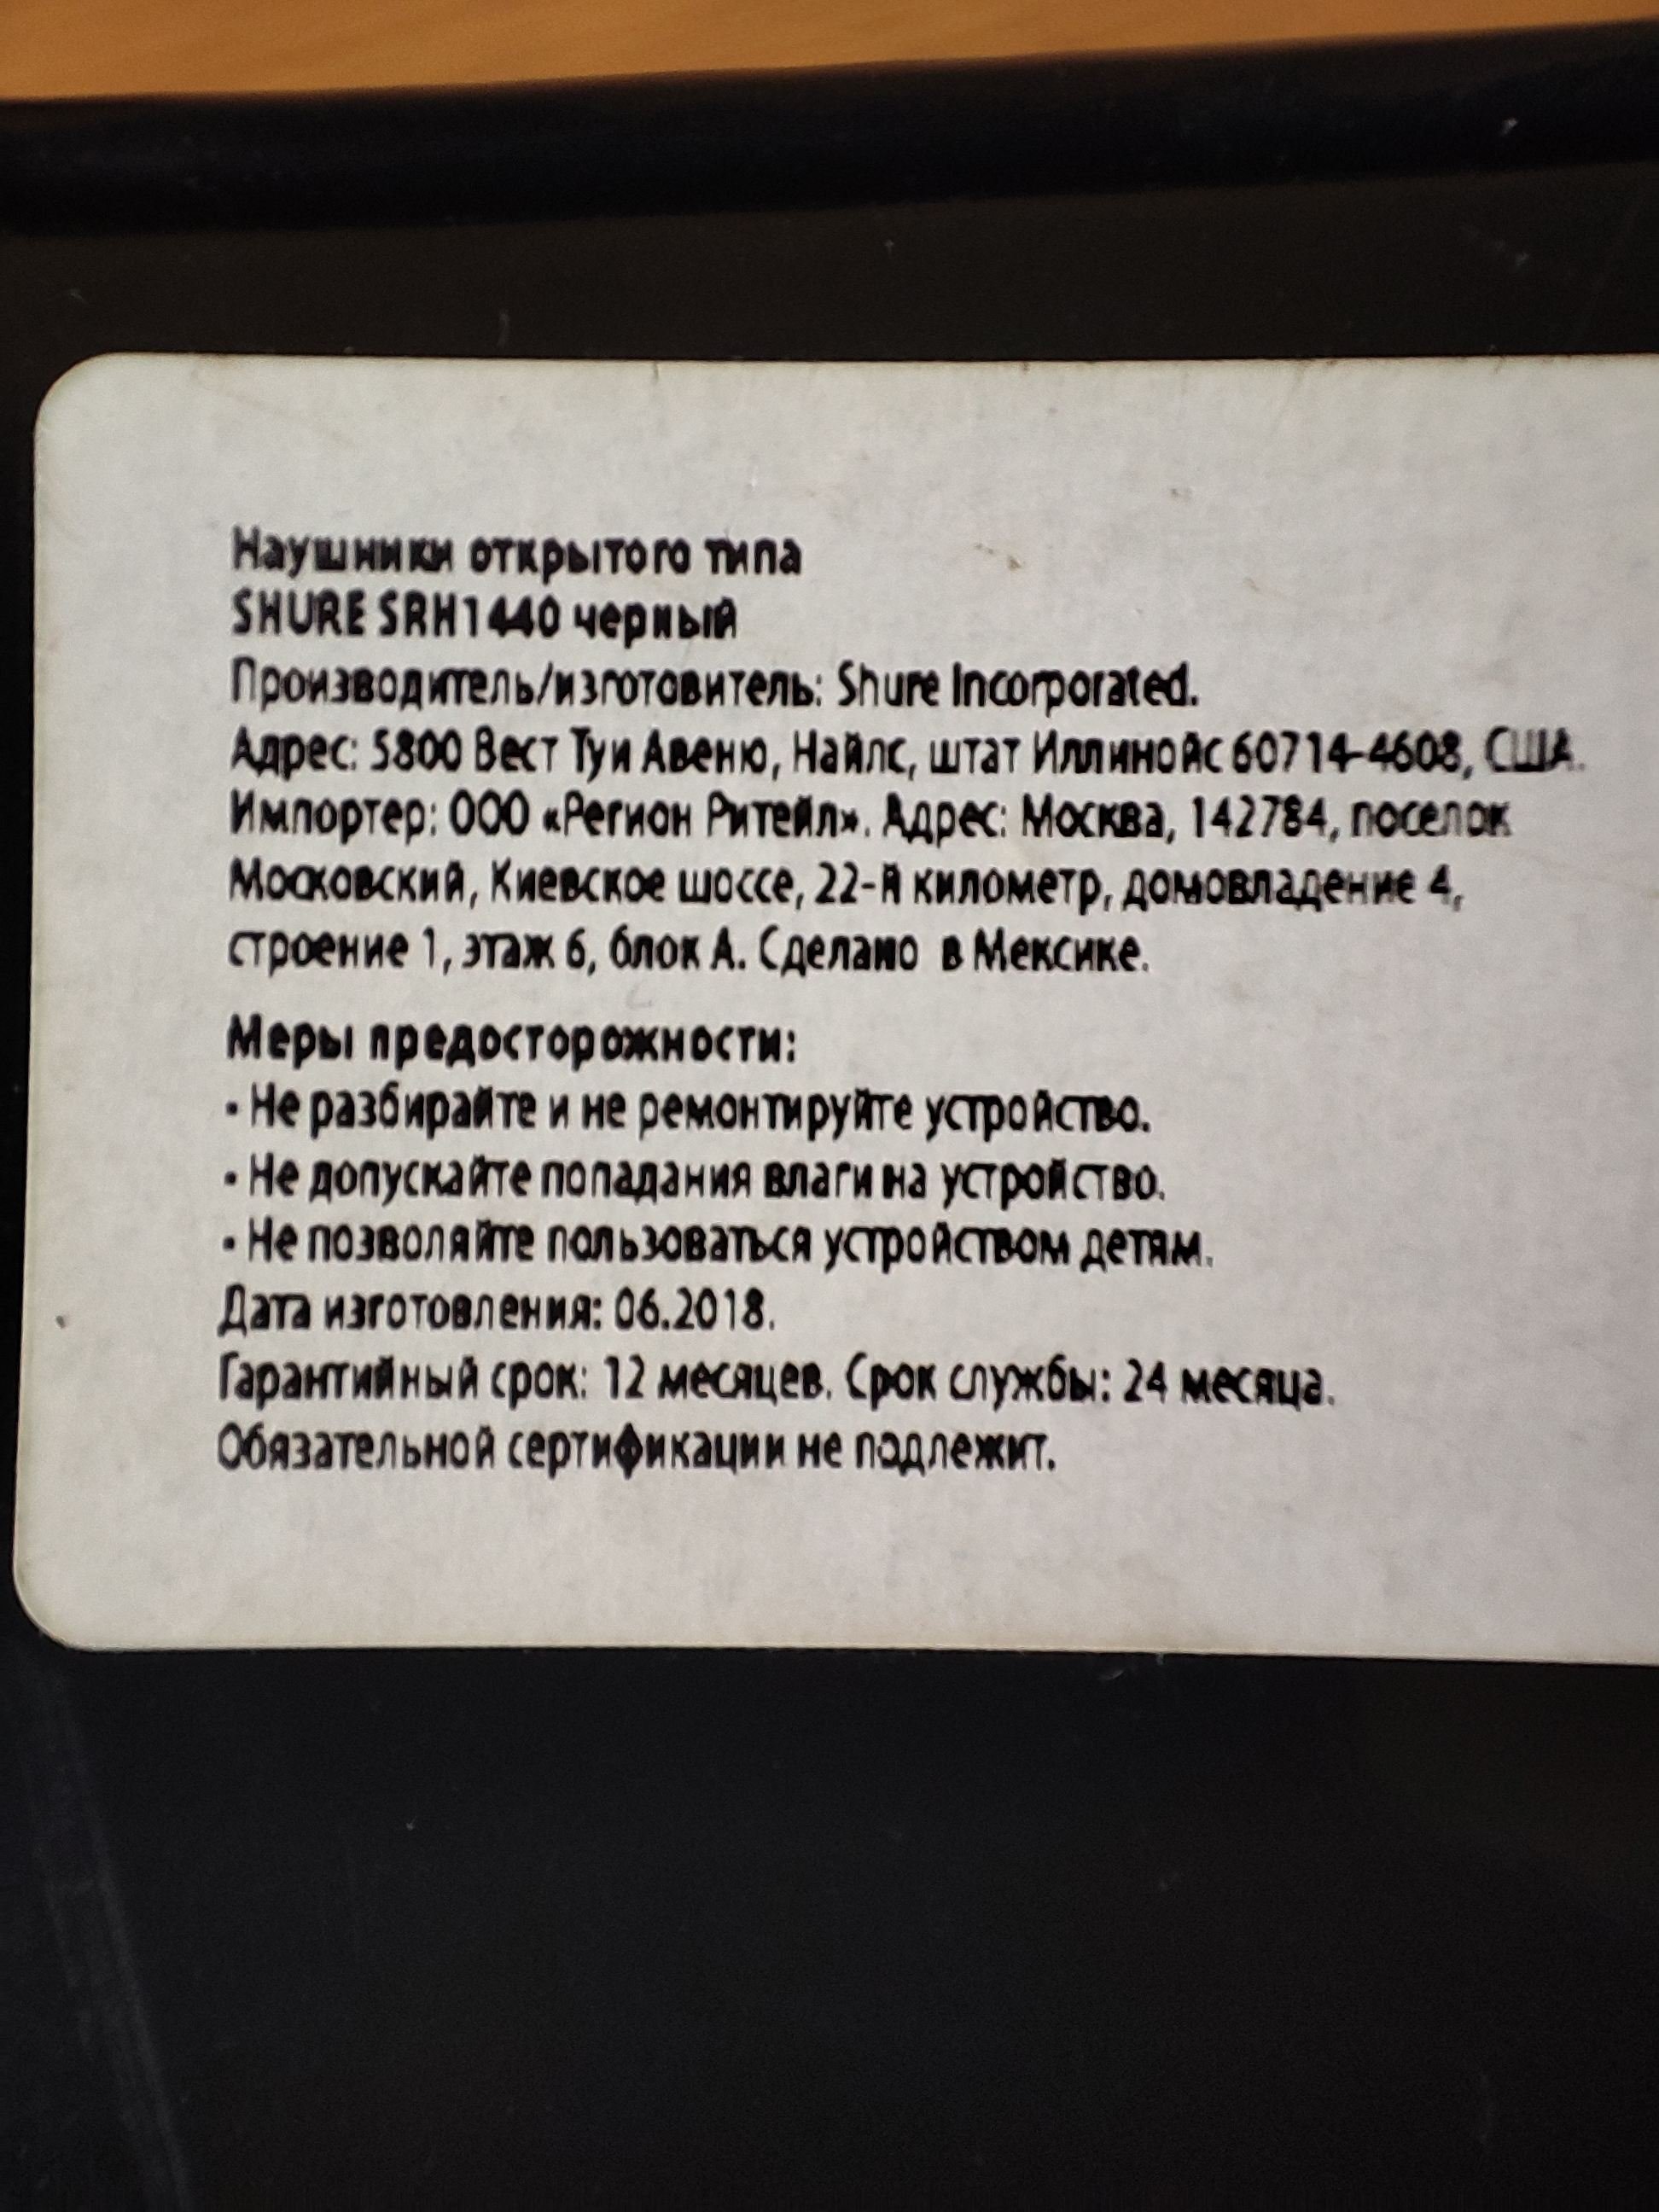 Наушники открытого типа
SHURE SRH1440 черный
Производитель/изготовитель: Shure Incorporated.
Адрес: 5800 Вест Туи Авеню, Найлс, штат Иллинойс 60714-4608, США.
Импортер: ООО «Регион Ритейл». Адрес: Москва, 142784, поселок
Московский, Киевское шоссе, 22-й километр, домовладение 4,
строение 1, этаж 6, блок А. Сделано в Мексике.
Меры предосторожности:
- Не разбирайте и не ремонтируйте устройство.
- Не допускайте попадания влаги на устройство.
- Не позволяйте пользоваться устройством детям.
Дата изготовления: 06.2018.
Гарантийный срок: 12 месяцев. Срок службы: 24 месяца.
Обязательной сертификации не подлежит.